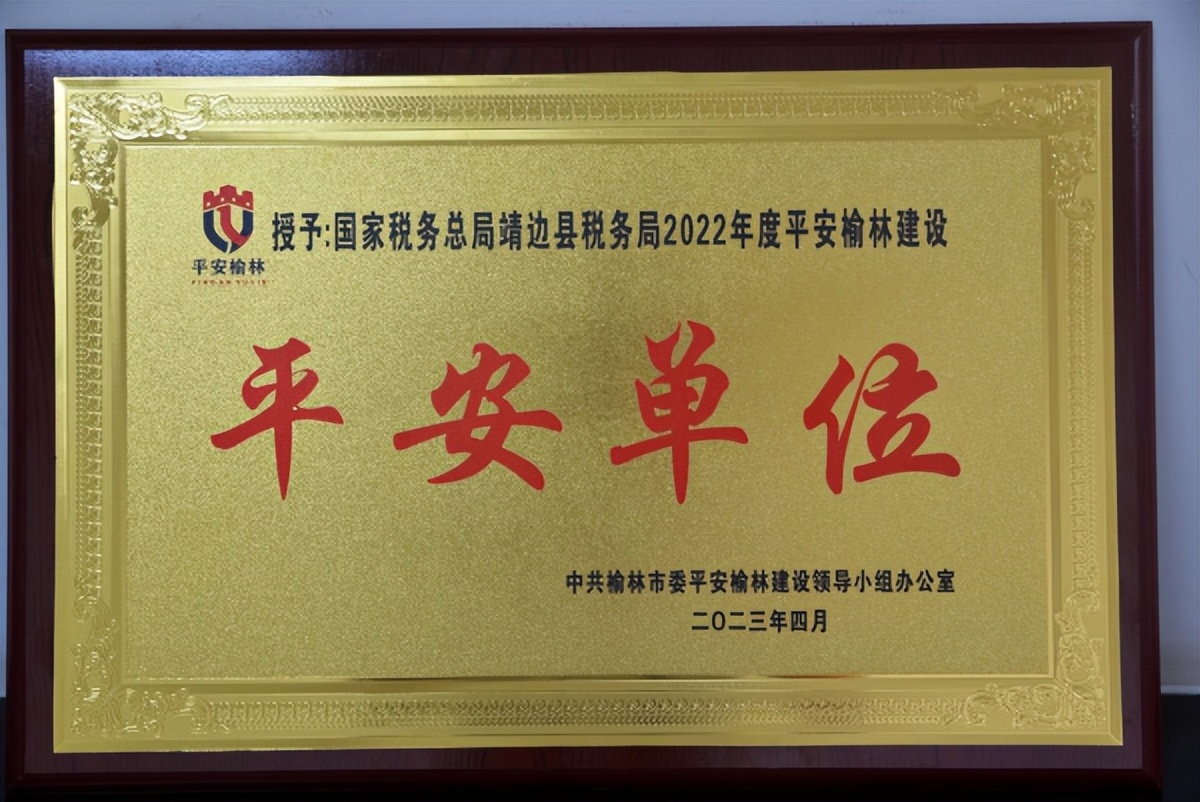 授予:国家税务总局靖边县税务局2022年度平安榆林建设
平安榆林
平安单位
中共榆林市委平安榆林建设领导小组办公室
二〇二三年四月